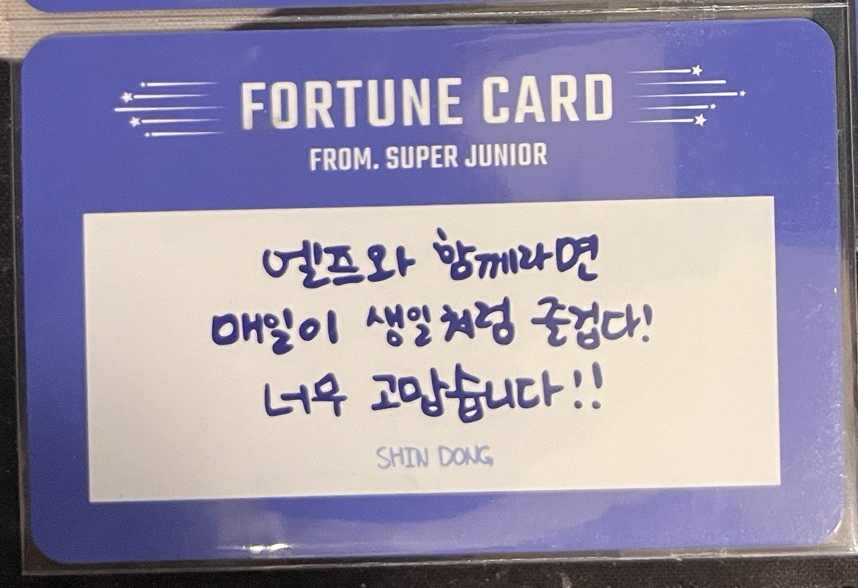 FORTUNE CARD
FROM. SUPER JUNIOR
엘프와 함께라면
매일이 생일처럼 즐겁다!
너무 고맙습니다!!
SHIN DONG